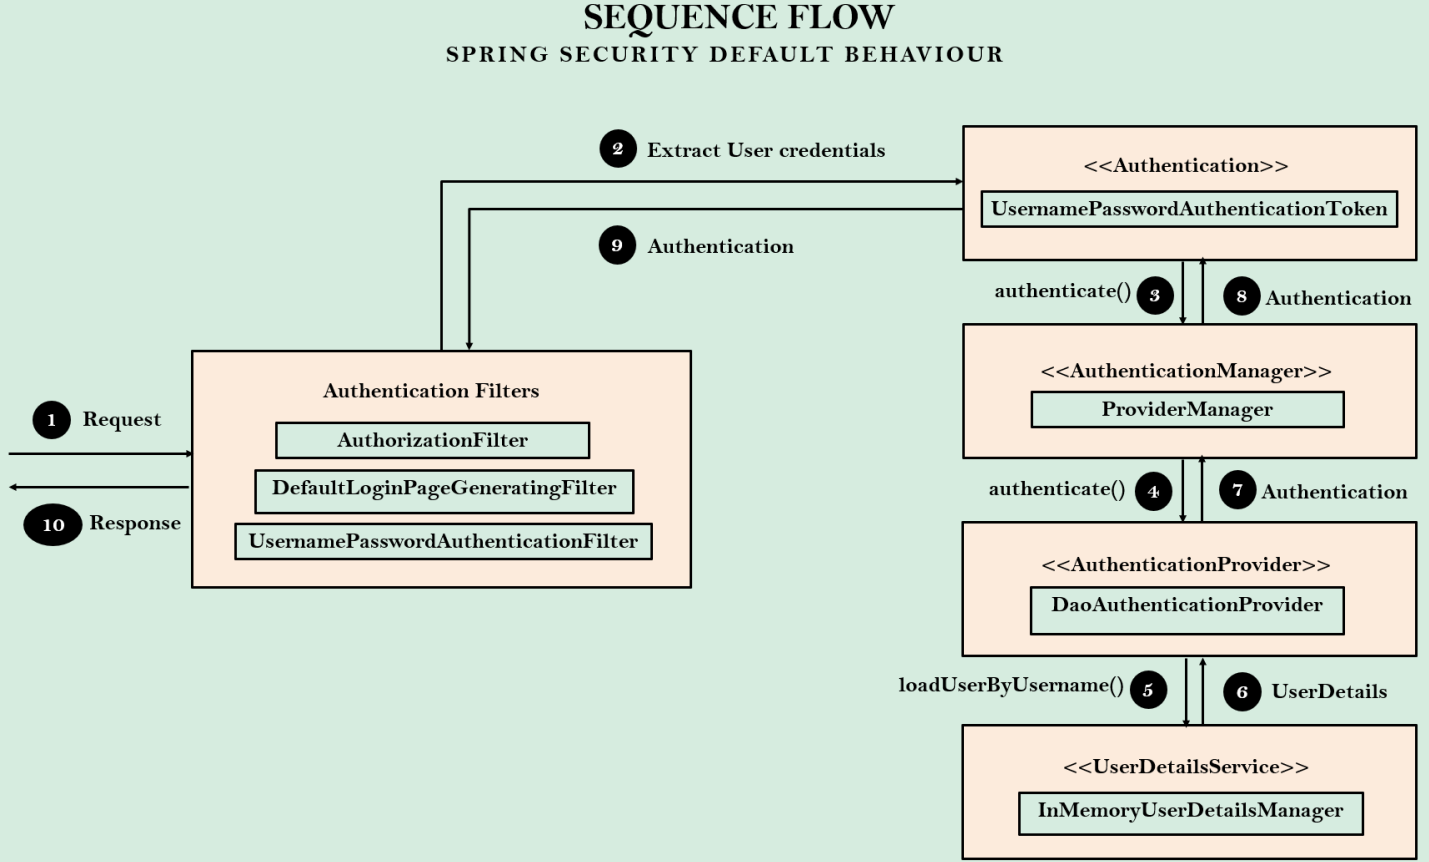 SEQUENCE FLOW
SPRING SECURITY DEFAULT BEHAVIOUR
2 Extract User credentials
9 Authentication
<<Authentication>>
UsernamePasswordAuthenticationToken
authenticate() 3
8 Authentication
1 Request
10 Response
Authentication Filters
AuthorizationFilter
DefaultLoginPageGeneratingFilter
UsernamePasswordAuthenticationFilter
<<AuthenticationManager>>
ProviderManager
authenticate() 4
7 Authentication
<<AuthenticationProvider>>
DaoAuthenticationProvider
loadUserByUsername() 5
6 UserDetails
<<UserDetailsService>>
InMemoryUserDetailsManager